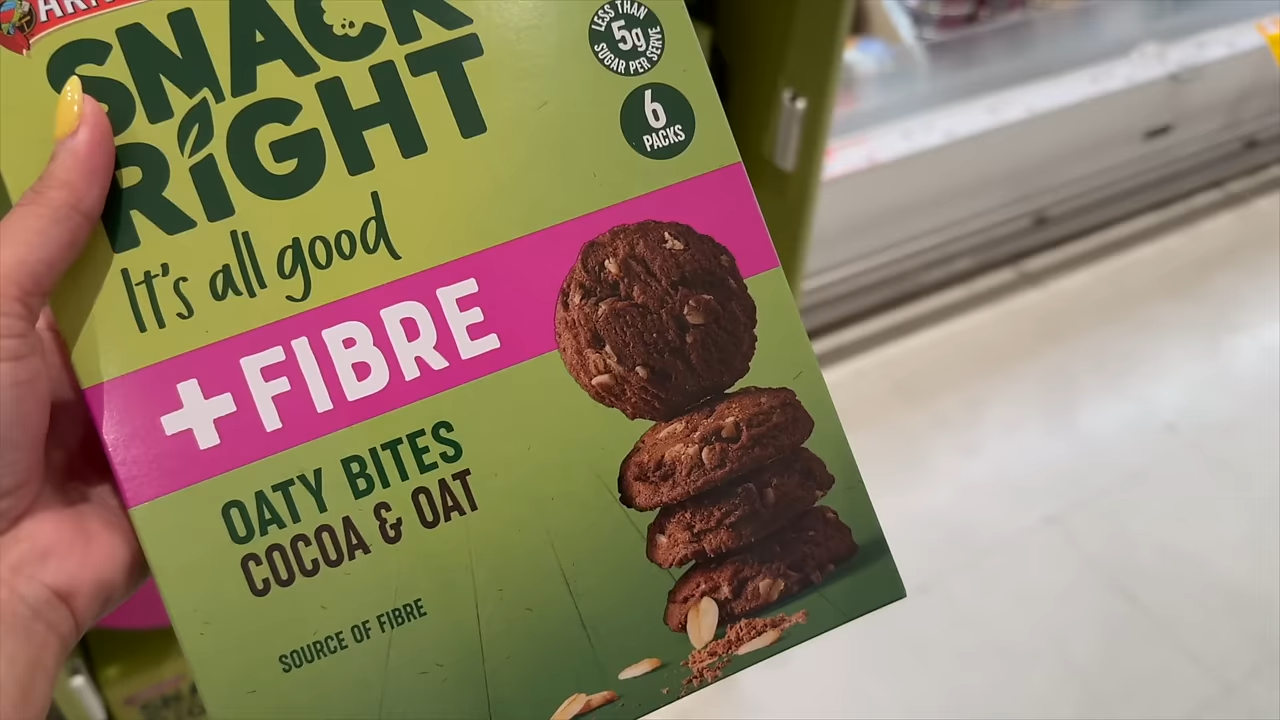 SNACK
RiGHT
It's all good
LESS THAN
5g
SUGAR PER SERVE
6
PACKS
+FIBRE
OATY BITES
COCOA & OAT
SOURCE OF FIBRE